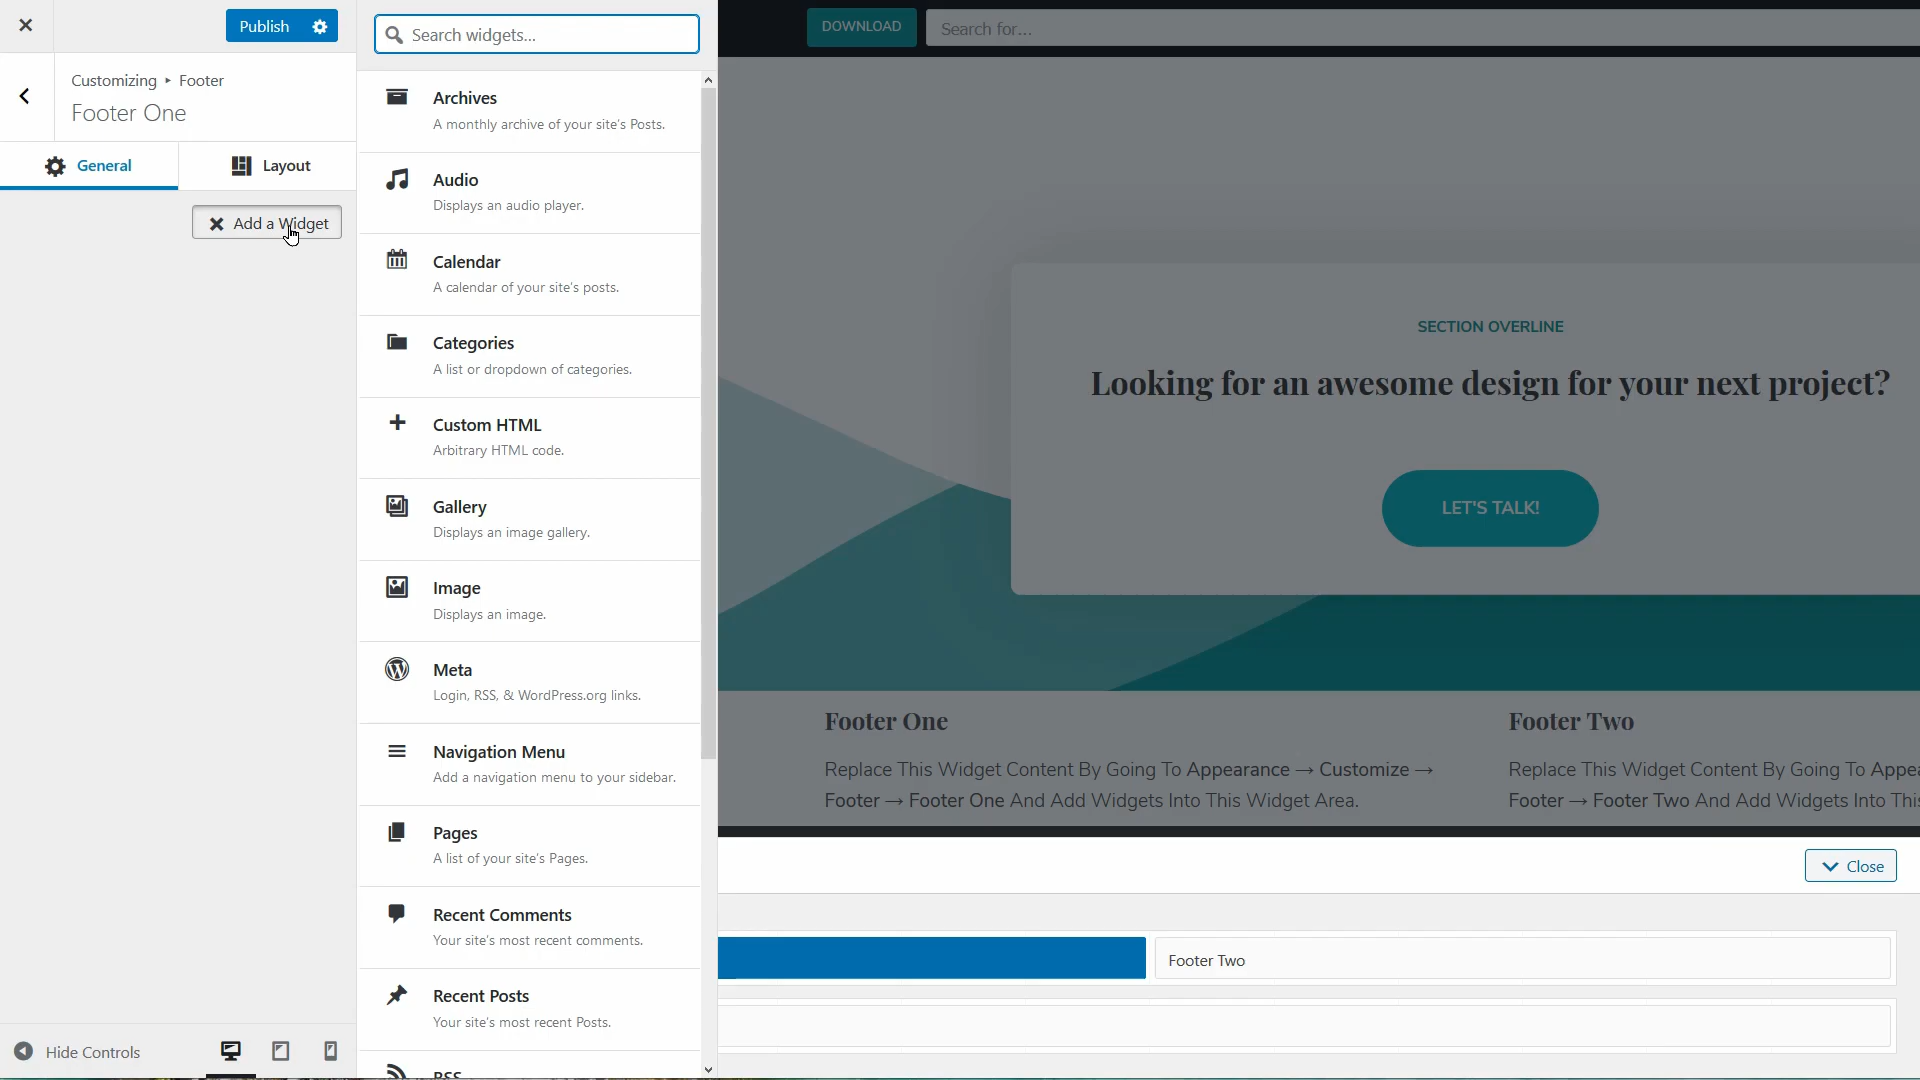 Publish
Customizing ▸ Footer
Footer One
General
Layout
Add a Widget
Hide Controls
Search widgets...
Archives
A monthly archive of your site's Posts.
Audio
Displays an audio player.
Calendar
A calendar of your site's posts.
Categories
A list or dropdown of categories.
Custom HTML
Arbitrary HTML code.
Gallery
Displays an image gallery.
Image
Displays an image.
Meta
Login, RSS, & WordPress.org links.
Navigation Menu
Add a navigation menu to your sidebar.
Pages
A list of your site's Pages.
Recent Comments
Your site's most recent comments.
Recent Posts
Your site's most recent Posts.
RSS
DOWNLOAD
Search for...
SECTION OVERLINE
Looking for an awesome design for your next project?
LET'S TALK!
Footer One
Replace This Widget Content By Going To Appearance → Customize →
Footer → Footer One And Add Widgets Into This Widget Area.
Footer Two
Replace This Widget Content By Going To Appea
Footer → Footer Two And Add Widgets Into This
Close
Footer Two